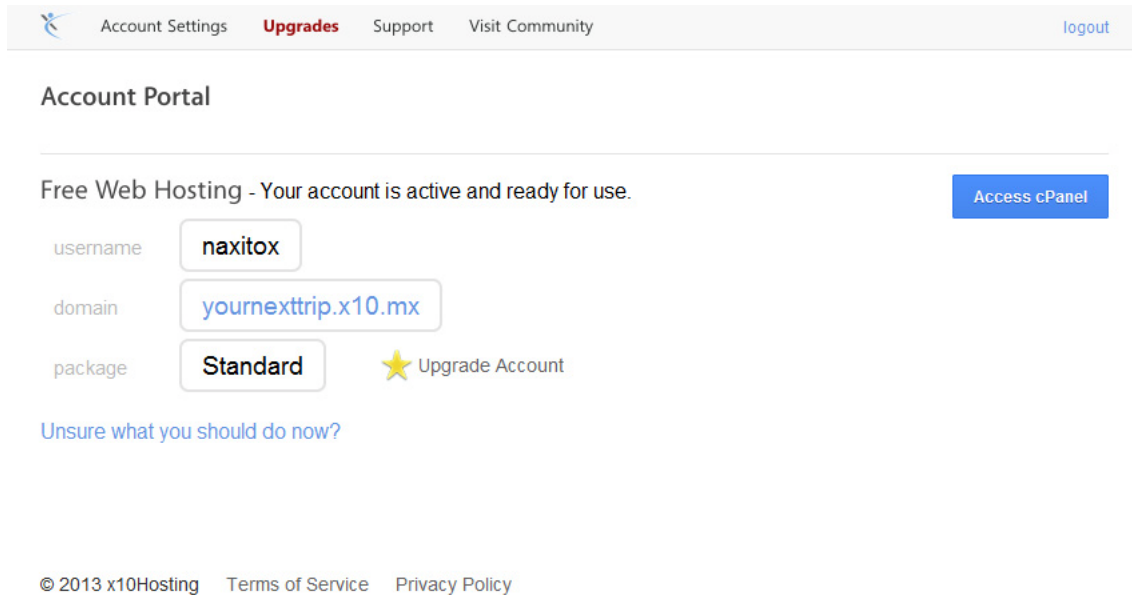 Account Settings Upgrades Support Visit Community logout
Account Portal
Free Web Hosting - Your account is active and ready for use. Access cPanel
username naxitox
domain yournexttrip.x10.mx
package Standard Upgrade Account
Unsure what you should do now?
© 2013 x10Hosting Terms of Service Privacy Policy